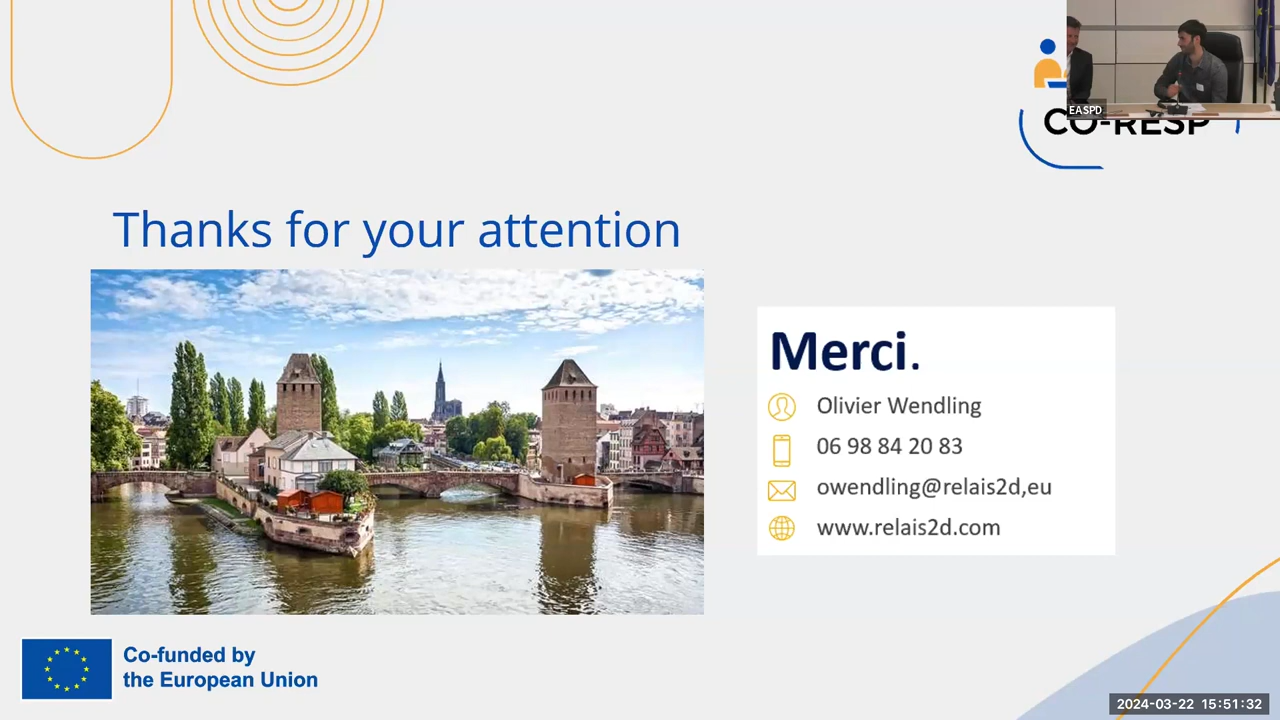 EASPD
CO-RESP
Thanks for your attention
Merci.
Olivier Wendling
06 98 84 20 83
owendling@relais2d,eu
www.relais2d.com
Co-funded by
the European Union
2024-03-22 15:51:32